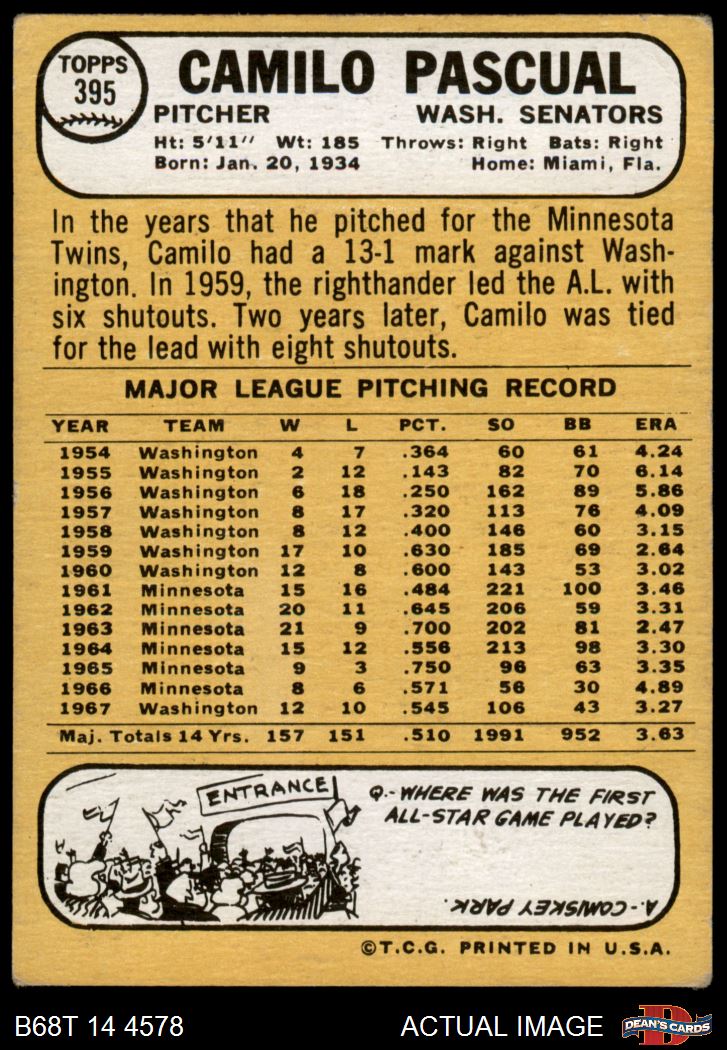 TOPPS
395
CAMILO PASCUAL
PITCHER WASH. SENATORS
Ht: 5'11" Wt: 185 Throws: Right Bats: Right
Born: Jan. 20, 1934 Home: Miami, Fla.
In the years that he pitched for the Minnesota
Twins, Camilo had a 13-1 mark against Wash-
ington. In 1959, the righthander led the A.L. with
six shutouts. Two years later, Camilo was tied
for the lead with eight shutouts.
MAJOR LEAGUE PITCHING RECORD
YEAR TEAM W L PCT. SO BB ERA
1954 Washington 4 7 .364 60 61 4.24
1955 Washington 2 12 .143 82 70 6.14
1956 Washington 6 18 .250 162 89 5.86
1957 Washington 8 17 .320 113 76 4.09
1958 Washington 8 12 .400 146 60 3.15
1959 Washington 17 10 .630 185 69 2.64
1960 Washington 12 8 .600 143 53 3.02
1961 Minnesota 15 16 .484 221 100 3.46
1962 Minnesota 20 11 .645 206 59 3.31
1963 Minnesota 21 9 .700 202 81 2.47
1964 Minnesota 15 12 .556 213 98 3.30
1965 Minnesota 9 3 .750 96 63 3.35
1966 Minnesota 8 6 .571 56 30 4.89
1967 Washington 12 10 .545 106 43 3.27
Maj. Totals 14 Yrs. 157 151 .510 1991 952 3.63
ENTRANCE
Q.-WHERE WAS THE FIRST
ALL-STAR GAME PLAYED?
A.-COMISKEY PARK.
©T.C.G. PRINTED IN U.S.A.
B68T 14 4578 ACTUAL IMAGE
D
DEAN'S CARDS